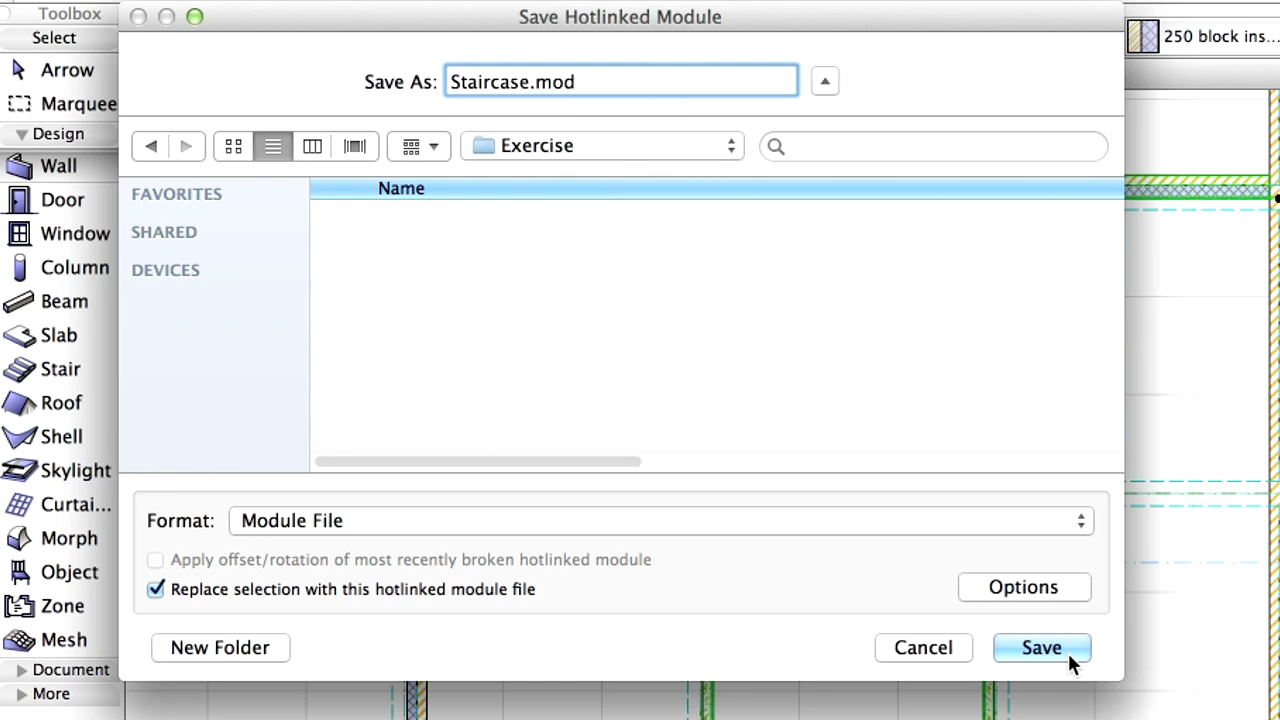 Toolbox
Save Hotlinked Module
Select
250 block ins...
Arrow
Save As: Staircase.mod
Marquee
Design
Exercise
Wall
Name
FAVORITES
Door
SHARED
Window
Column
DEVICES
Beam
Slab
Stair
Roof
Shell
Skylight
Curtai...
Format: Module File
Morph
Apply offset/rotation of most recently broken hotlinked module
Object
Replace selection with this hotlinked module file
Options
Zone
Mesh
New Folder
Cancel
Save
Document
More